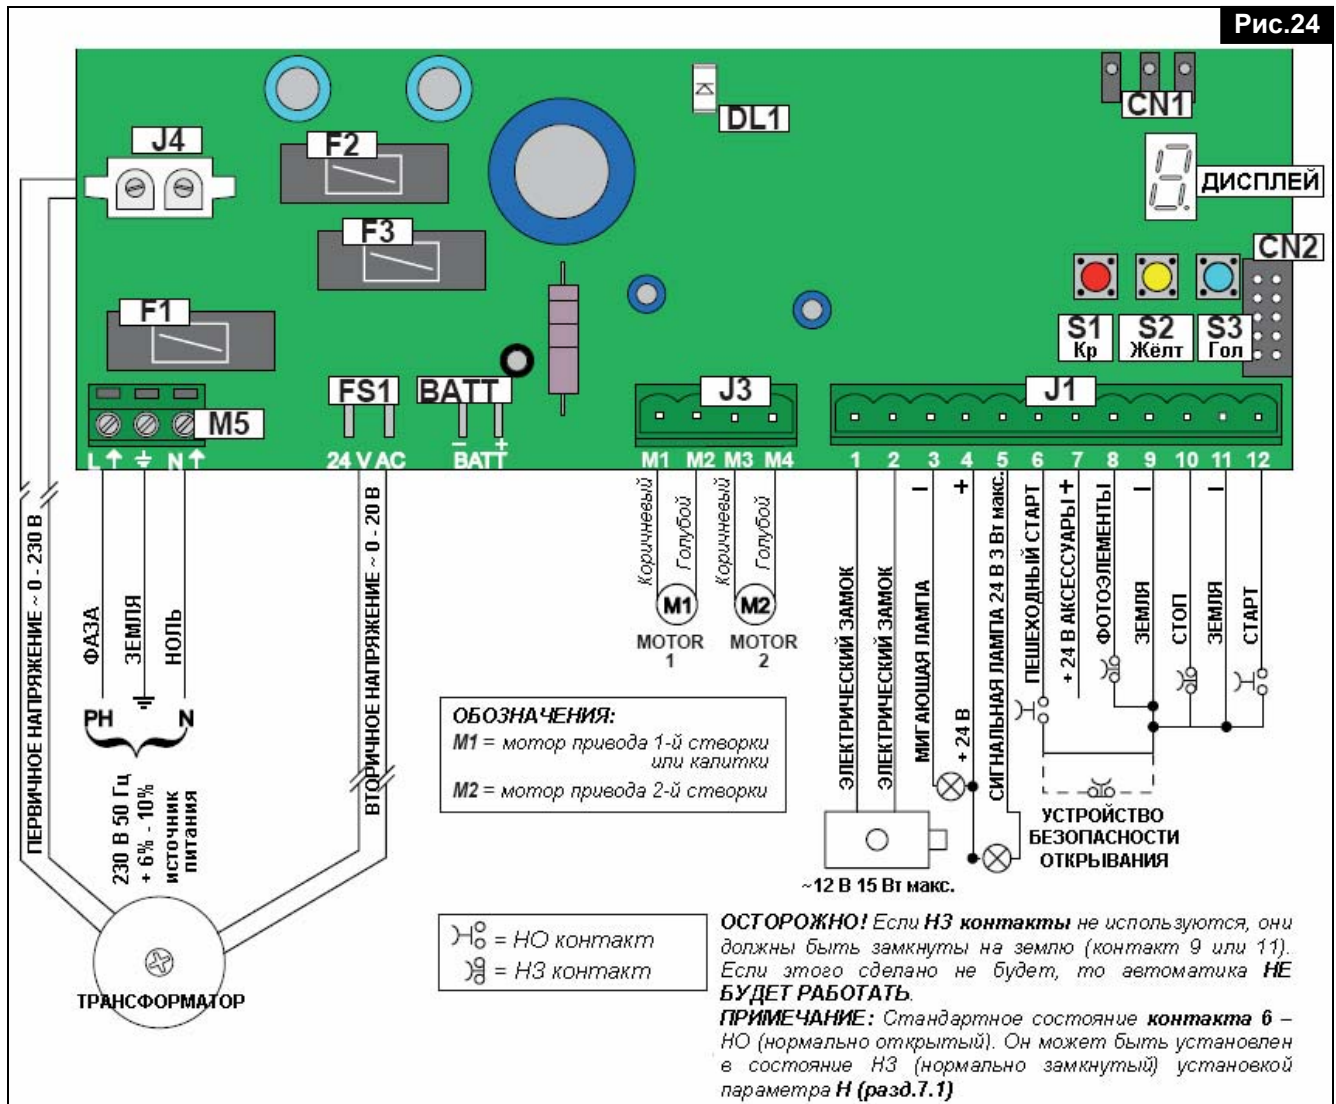 Рис.24
CN1
DL1
J4
F2
ДИСПЛЕЙ
F3
CN2
F1
S1
Кр
S2
Жёлт
S3
Гол
FS1
BATT
J3
J1
M5
− +
L ↑ ⏚ N ↑
24 V AC
BATT
M1 M2 M3 M4
1 2 3 4 5 6 7 8 9 10 11 12
ПЕРВИЧНОЕ НАПРЯЖЕНИЕ ~ 0 - 230 В
ФАЗА
ЗЕМЛЯ
НОЛЬ
PH
N
230 В 50 Гц
+ 6% - 10%
источник
питания
ВТОРИЧНОЕ НАПРЯЖЕНИЕ ~ 0 - 20 В
ТРАНСФОРМАТОР
Коричневый
Голубой
Коричневый
Голубой
M1
M2
MOTOR
1
MOTOR
2
ЭЛЕКТРИЧЕСКИЙ ЗАМОК
ЭЛЕКТРИЧЕСКИЙ ЗАМОК
МИГАЮЩАЯ ЛАМПА −
+ 24 В +
СИГНАЛЬНАЯ ЛАМПА 24 В 3 Вт макс.
ПЕШЕХОДНЫЙ СТАРТ
+ 24 В АКСЕССУАРЫ +
ФОТОЭЛЕМЕНТЫ
ЗЕМЛЯ −
СТОП
ЗЕМЛЯ −
СТАРТ
~12 В 15 Вт макс.
УСТРОЙСТВО
БЕЗОПАСНОСТИ
ОТКРЫВАНИЯ
ОБОЗНАЧЕНИЯ:
M1 = мотор привода 1-й створки
или калитки
M2 = мотор привода 2-й створки
= НО контакт
= НЗ контакт
ОСТОРОЖНО! Если НЗ контакты не используются, они
должны быть замкнуты на землю (контакт 9 или 11).
Если этого сделано не будет, то автоматика НЕ
БУДЕТ РАБОТАТЬ.
ПРИМЕЧАНИЕ: Стандартное состояние контакта 6 –
НО (нормально открытый). Он может быть установлен
в состояние НЗ (нормально замкнутый) установкой
параметра Н (разд.7.1)